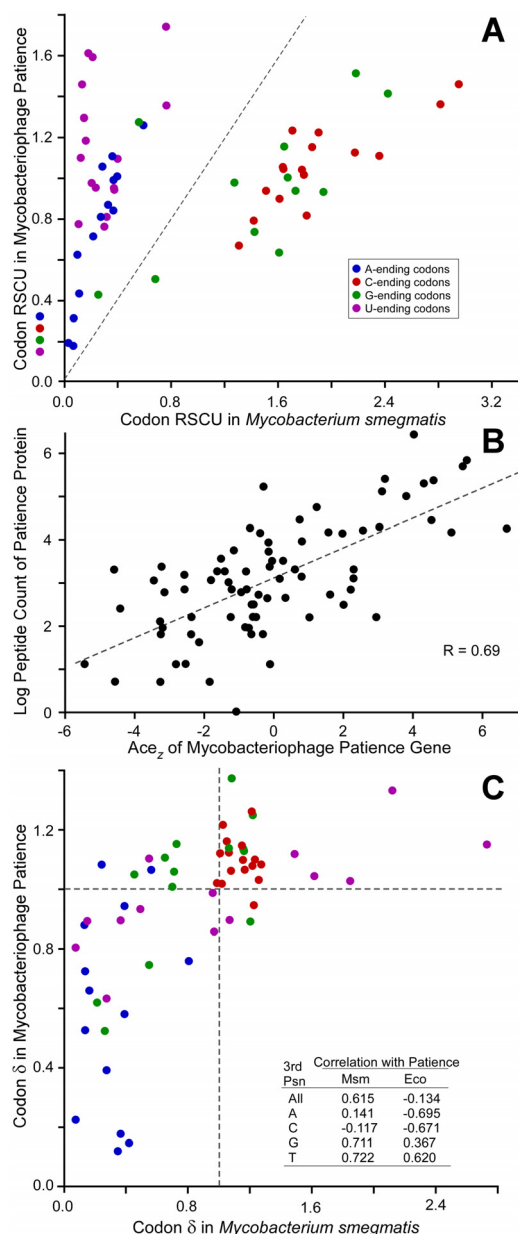 A
1.6
1.2
0.8
0.4
0.0
Codon RSCU in Mycobacteriophage Patience
A-ending codons
C-ending codons
G-ending codons
U-ending codons
0.0
0.8
1.6
2.4
3.2
Codon RSCU in Mycobacterium smegmatis
B
6
4
2
0
Log Peptide Count of Patience Protein
R = 0.69
-6
-4
-2
0
2
4
6
Acez of Mycobacteriophage Patience Gene
C
1.2
0.8
0.4
0.0
Codon δ in Mycobacteriophage Patience
3rd Psn Correlation with Patience
Msm Eco
All 0.615 -0.134
A 0.141 -0.695
C -0.117 -0.671
G 0.711 0.367
T 0.722 0.620
0.0
0.8
1.6
2.4
Codon δ in Mycobacterium smegmatis